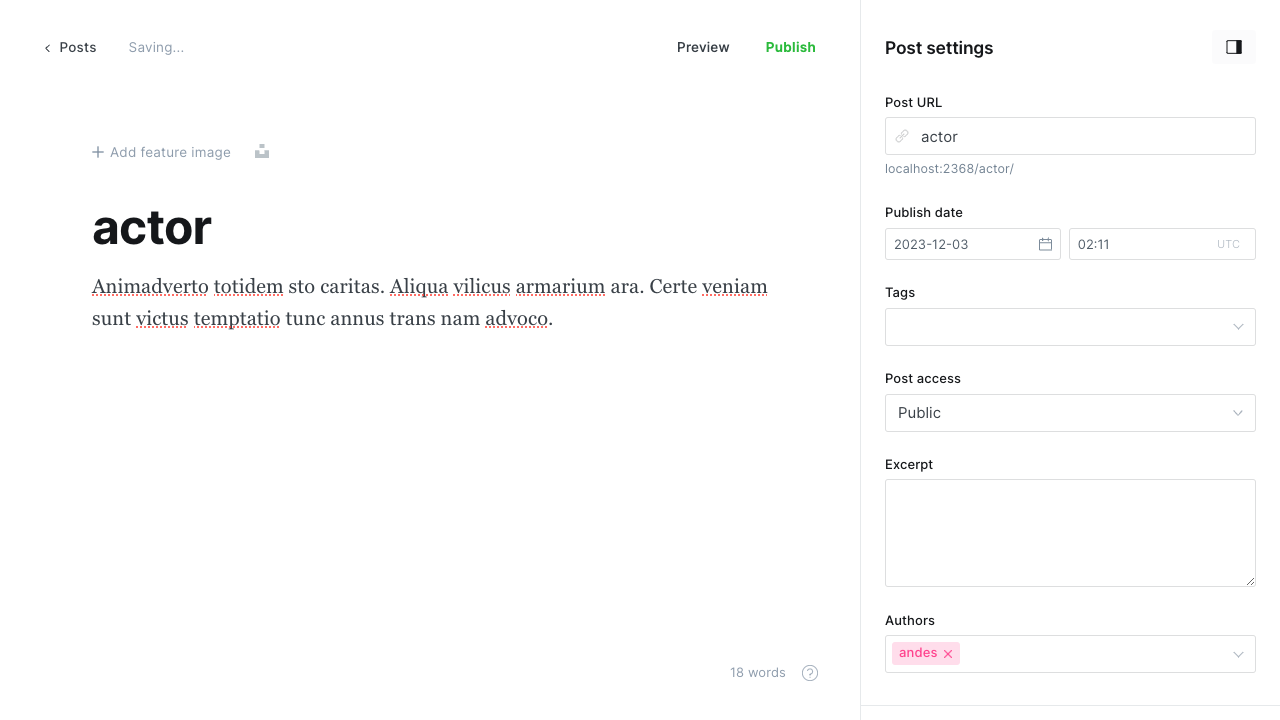 Posts
Saving...
Preview
Publish
Add feature image
actor
Animadverto totidem sto caritas. Aliqua vilicus armarium ara. Certe veniam
sunt victus temptatio tunc annus trans nam advoco.
18 words
?
Post settings
Post URL
actor
localhost:2368/actor/
Publish date
2023-12-03
02:11
UTC
Tags
Post access
Public
Excerpt
Authors
andes